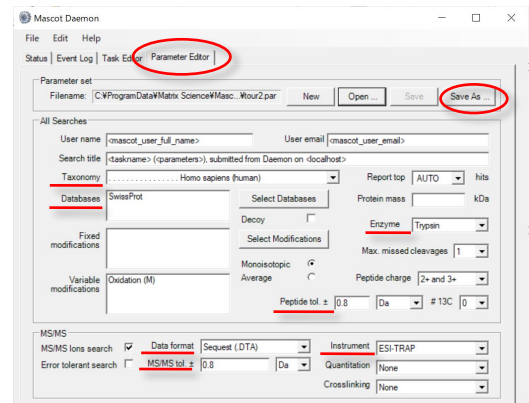 Mascot Daemon
File Edit Help
Status Event Log Task Editor Parameter Editor
Parameter set
Filename: C:¥ProgramData¥Matrix Science¥Masc...¥tour2.par New Open ... Save Save As ...
All Searches
User name <mascot_user_full_name> User email <mascot_user_email>
Search title <taskname> (<parameters>), submitted from Daemon on <localhost>
Taxonomy . . . . . . . . . . . . . . . . Homo sapiens (human) Report top AUTO hits
Databases SwissProt Select Databases Protein mass kDa
Decoy Enzyme Trypsin
Fixed modifications Select Modifications
Max. missed cleavages 1
Monoisotopic
Variable modifications Oxidation (M) Average Peptide charge 2+ and 3+
Peptide tol. ± 0.8 Da # 13C 0
MS/MS
MS/MS Ions search Data format Sequest (.DTA) Instrument ESI-TRAP
Error tolerant search MS/MS tol. ± 0.8 Da Quantitation None
Crosslinking None